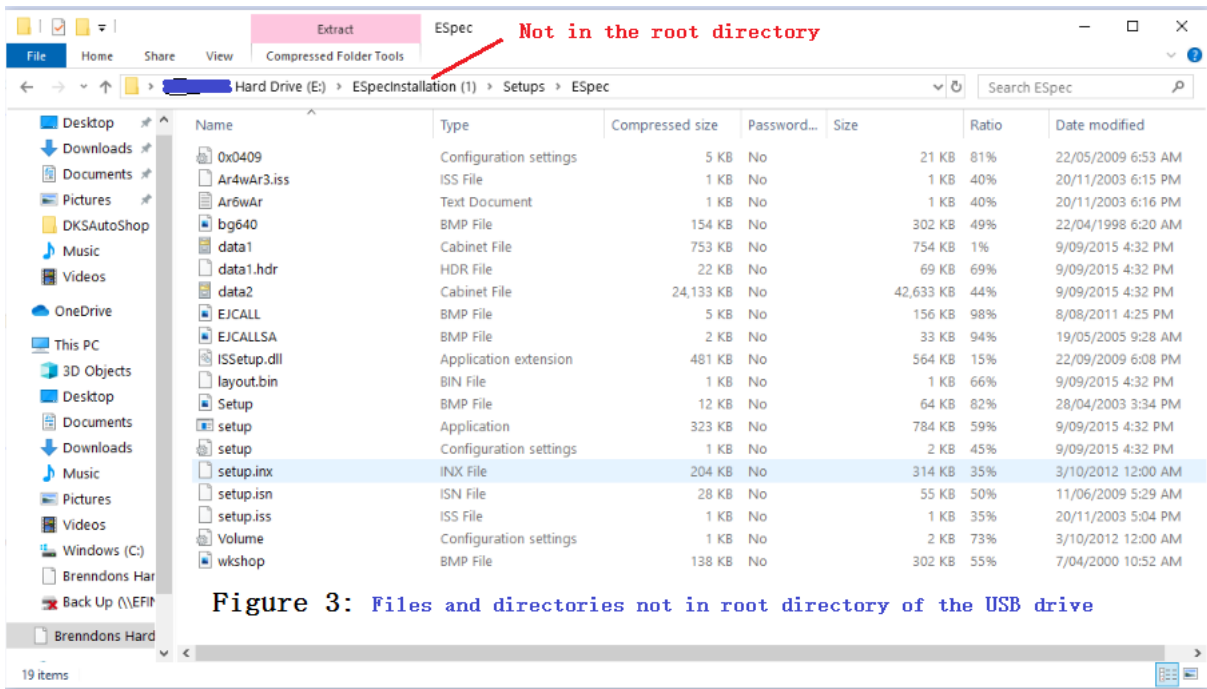 Extract
ESpec
Not in the root directory
File
Home
Share
View
Compressed Folder Tools
Hard Drive (E:) > ESpecInstallation (1) > Setups > ESpec
Search ESpec
Name Type Compressed size Password... Size Ratio Date modified
0x0409 Configuration settings 5 KB No 21 KB 81% 22/05/2009 6:53 AM
Ar4wAr3.iss ISS File 1 KB No 1 KB 40% 20/11/2003 6:15 PM
Ar6wAr Text Document 1 KB No 1 KB 40% 20/11/2003 6:16 PM
bg640 BMP File 154 KB No 302 KB 49% 22/04/1998 6:20 AM
data1 Cabinet File 753 KB No 754 KB 1% 9/09/2015 4:32 PM
data1.hdr HDR File 22 KB No 69 KB 69% 9/09/2015 4:32 PM
data2 Cabinet File 24,133 KB No 42,633 KB 44% 9/09/2015 4:32 PM
EJCALL BMP File 5 KB No 156 KB 98% 8/08/2011 4:25 PM
EJCALLSA BMP File 2 KB No 33 KB 94% 19/05/2005 9:28 AM
ISSetup.dll Application extension 481 KB No 564 KB 15% 22/09/2009 6:08 PM
layout.bin BIN File 1 KB No 1 KB 66% 9/09/2015 4:32 PM
Setup BMP File 12 KB No 64 KB 82% 28/04/2003 3:34 PM
setup Application 323 KB No 784 KB 59% 9/09/2015 4:32 PM
setup Configuration settings 1 KB No 2 KB 45% 9/09/2015 4:32 PM
setup.inx INX File 204 KB No 314 KB 35% 3/10/2012 12:00 AM
setup.isn ISN File 28 KB No 55 KB 50% 11/06/2009 5:29 AM
setup.iss ISS File 1 KB No 1 KB 35% 20/11/2003 5:04 PM
Volume Configuration settings 1 KB No 2 KB 73% 3/10/2012 12:00 AM
wkshop BMP File 138 KB No 302 KB 55% 7/04/2000 10:52 AM
Desktop
Downloads
Documents
Pictures
DKSAutoShop
Music
Videos
OneDrive
This PC
3D Objects
Desktop
Documents
Downloads
Music
Pictures
Videos
Windows (C:)
Brenndons Har
Back Up (\\EFIN
Brenndons Hard
Figure 3: Files and directories not in root directory of the USB drive
19 items